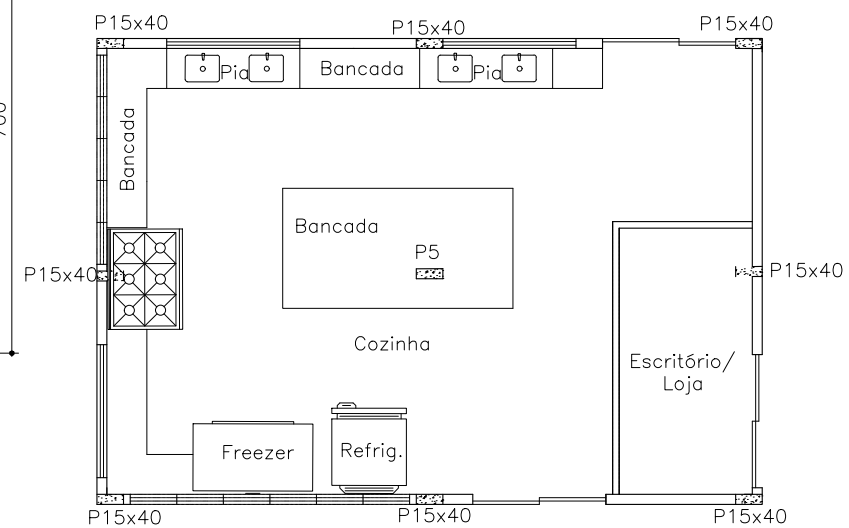 P15x40
P15x40
P15x40
Pia
Bancada
Pia
Bancada
Bancada
P5
P15x40
P15x40
Cozinha
Escritório/
Loja
Freezer
Refrig.
P15x40
P15x40
P15x40